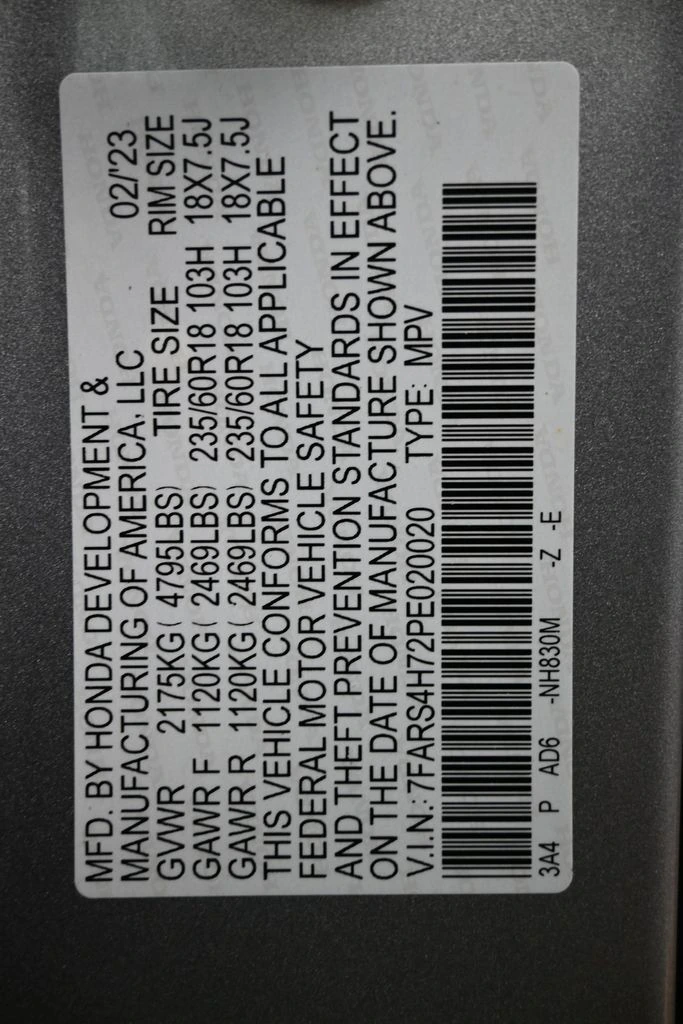 MFD. BY HONDA DEVELOPMENT &
MANUFACTURING OF AMERICA, LLC 02/'23
GVWR 2175KG( 4795LBS) TIRE SIZE RIM SIZE
GAWR F 1120KG( 2469LBS) 235/60R18 103H 18X7.5J
GAWR R 1120KG( 2469LBS) 235/60R18 103H 18X7.5J
THIS VEHICLE CONFORMS TO ALL APPLICABLE
FEDERAL MOTOR VEHICLE SAFETY
AND THEFT PREVENTION STANDARDS IN EFFECT
ON THE DATE OF MANUFACTURE SHOWN ABOVE.
V.I.N.: 7FARS4H72PE020020 TYPE: MPV
3A4 P AD6 -NH830M -Z -E